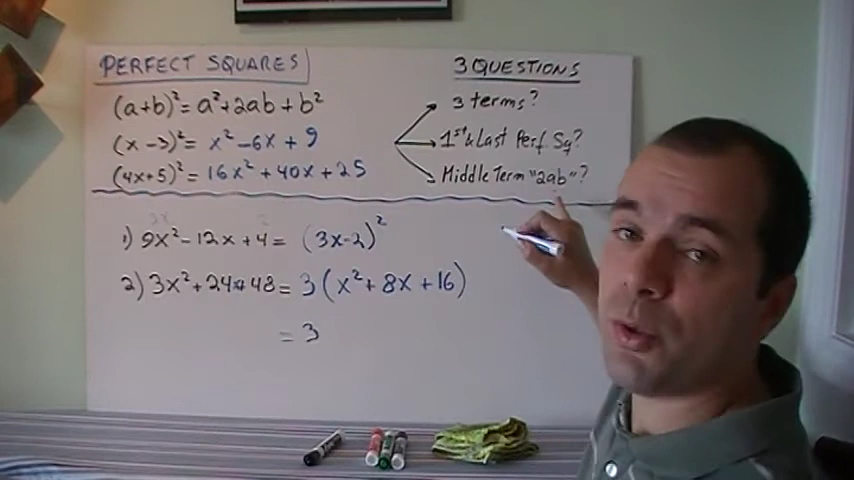 PERFECT SQUARES
(a+b)² = a² + 2ab + b²
(x - 3)² = x² - 6x + 9
(4x+5)² = 16x² + 40x + 25
3 QUESTIONS
3 terms?
1st & Last Perf. Sq?
Middle Term "2ab"?
1) 9x² - 12x + 4 = (3x-2)²
3x 2
2) 3x² + 24x + 48 = 3(x² + 8x + 16)
= 3